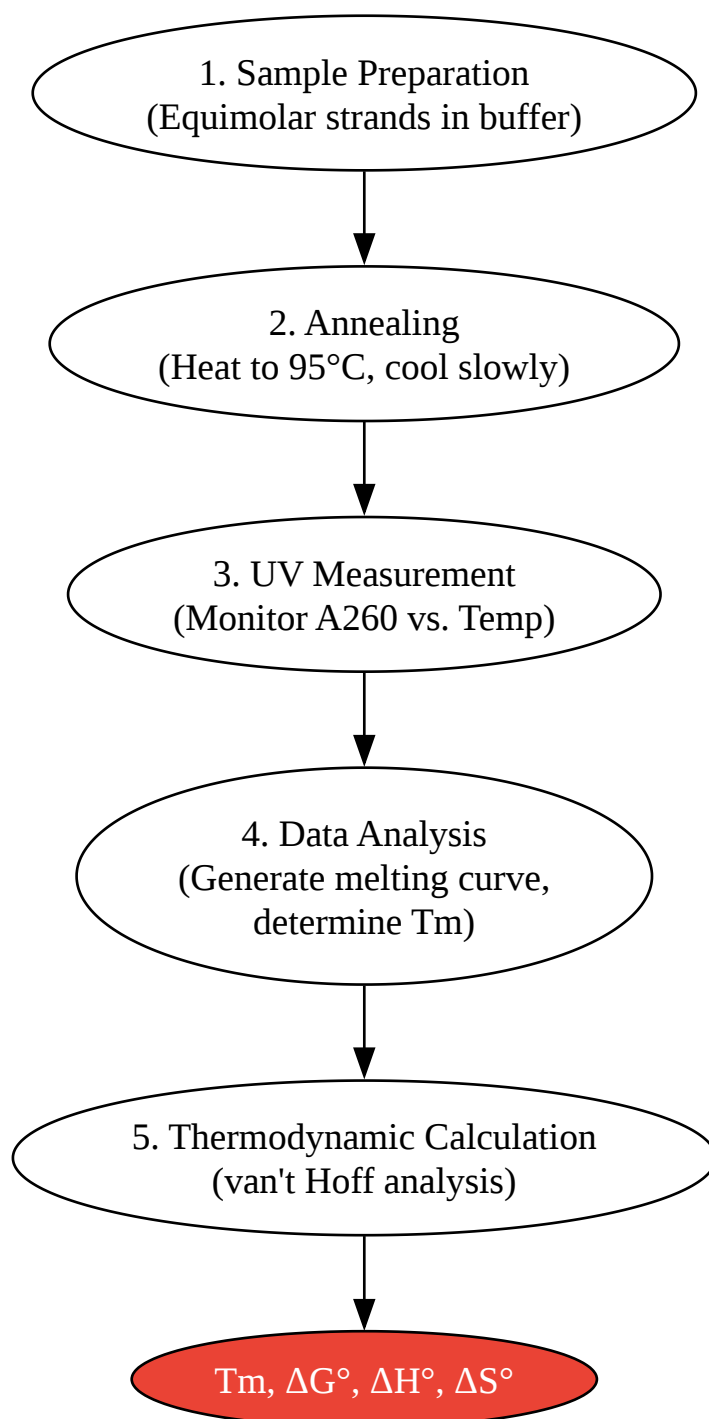 1. Sample Preparation
(Equimolar strands in buffer)
2. Annealing
(Heat to 95°C, cool slowly)
3. UV Measurement
(Monitor A260 vs. Temp)
4. Data Analysis
(Generate melting curve,
determine Tm)
5. Thermodynamic Calculation
(van't Hoff analysis)
Tm, ΔG°, ΔH°, ΔS°